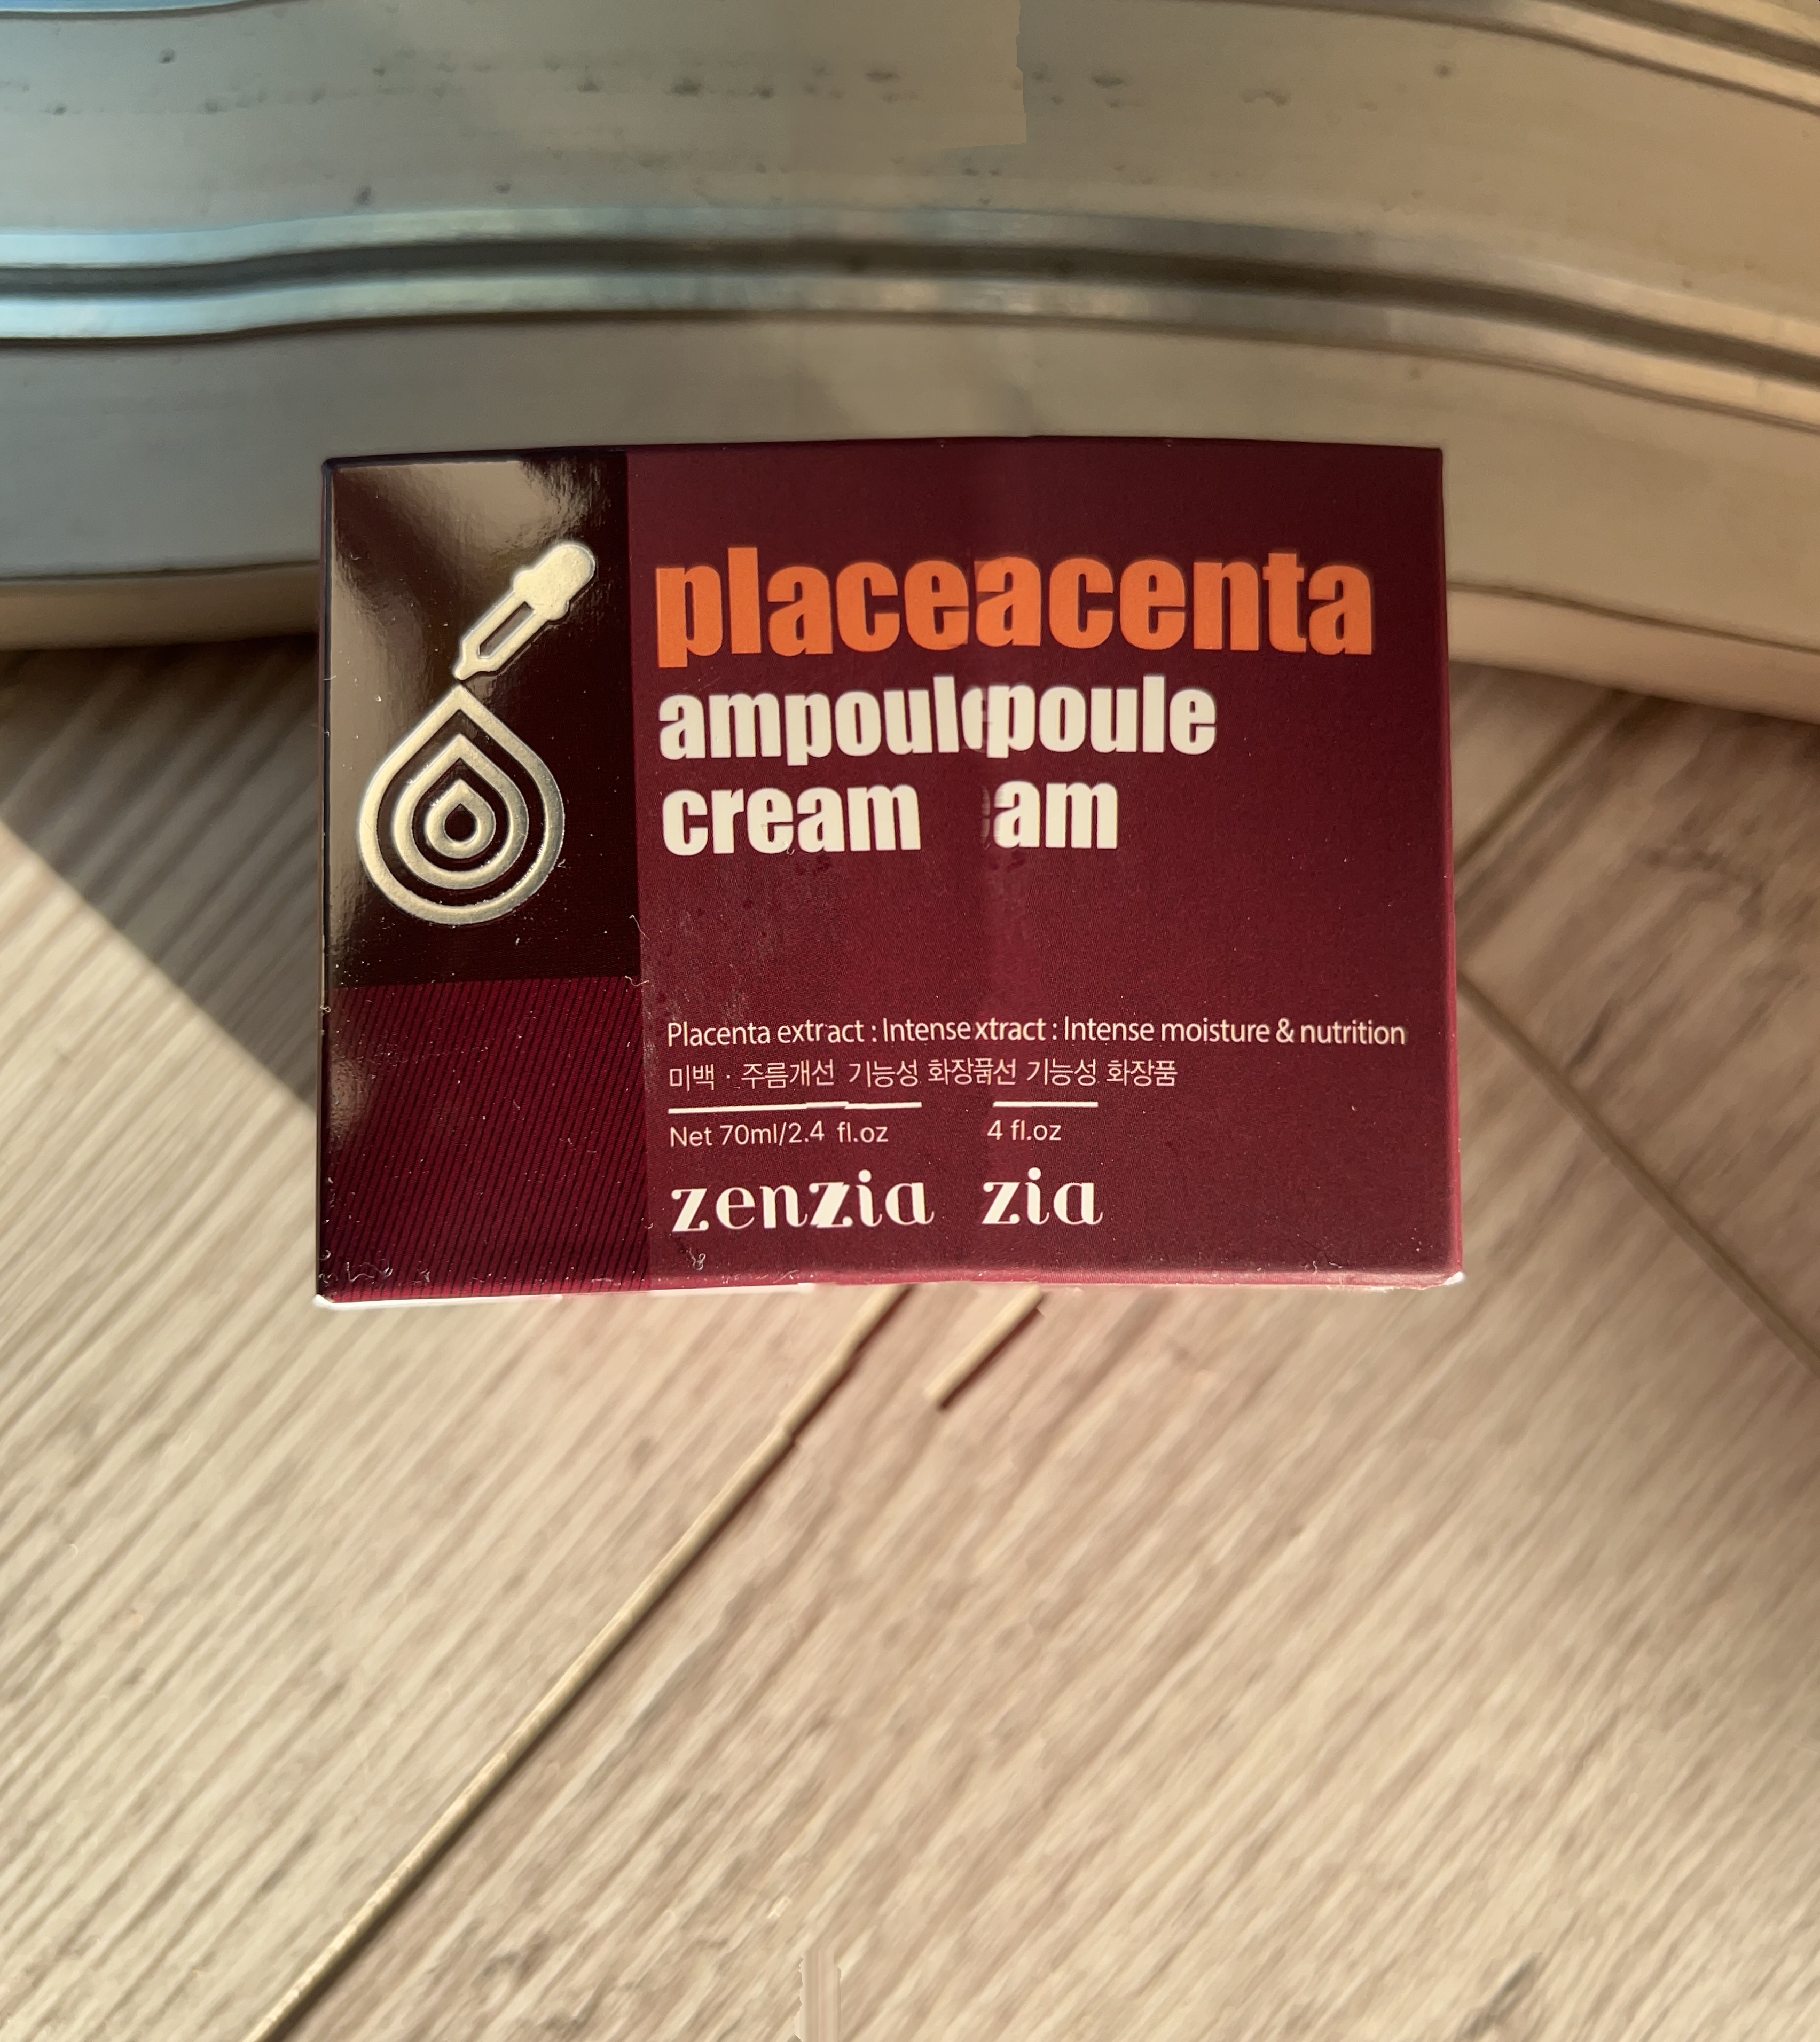 placeacenta
ampoulepoule
cream am
Placenta extract : Intense xtract : Intense moisture & nutrition
미백 · 주름개선 기능성 화장품선 기능성 화장품
Net 70ml/2.4 fl.oz 4 fl.oz
zenzia zia